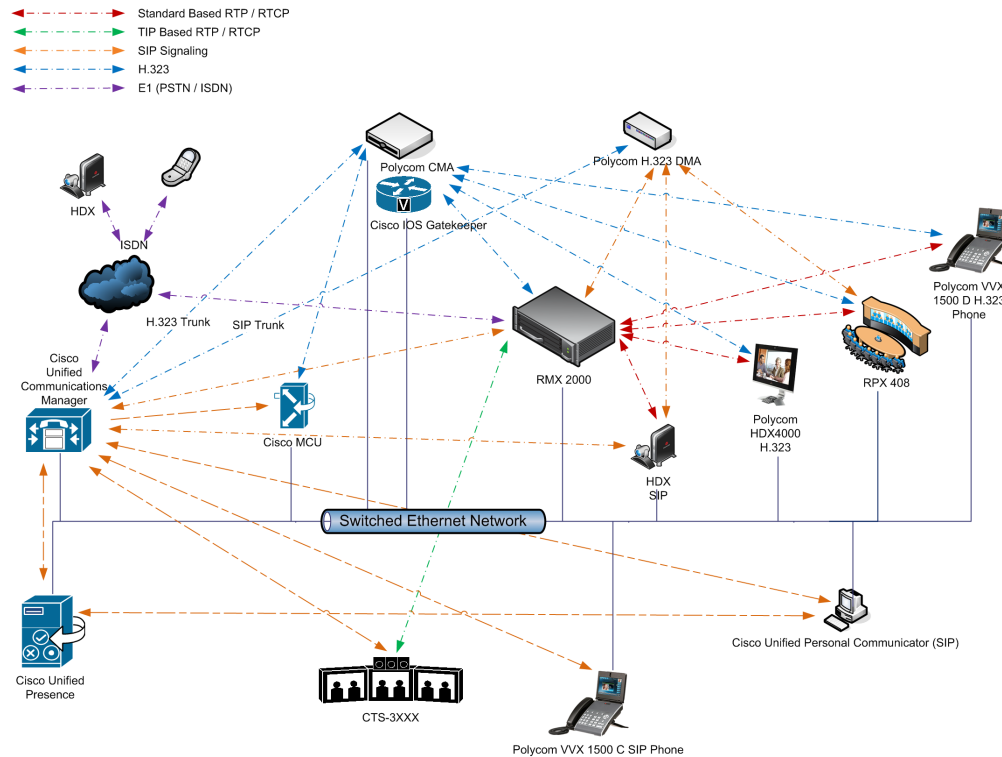 Standard Based RTP / RTCP
TIP Based RTP / RTCP
SIP Signaling
H.323
E1 (PSTN / ISDN)
Polycom CMA
Polycom H.323 DMA
HDX
Cisco IOS Gatekeeper
V
ISDN
Polycom VVX
1500 D H.323
Phone
H.323 Trunk
SIP Trunk
Cisco
Unified
Communications
Manager
RMX 2000
RPX 408
Polycom
HDX4000
H.323
Cisco MCU
HDX
SIP
Switched Ethernet Network
Cisco Unified Personal Communicator (SIP)
Cisco Unified
Presence
CTS-3XXX
Polycom VVX 1500 C SIP Phone